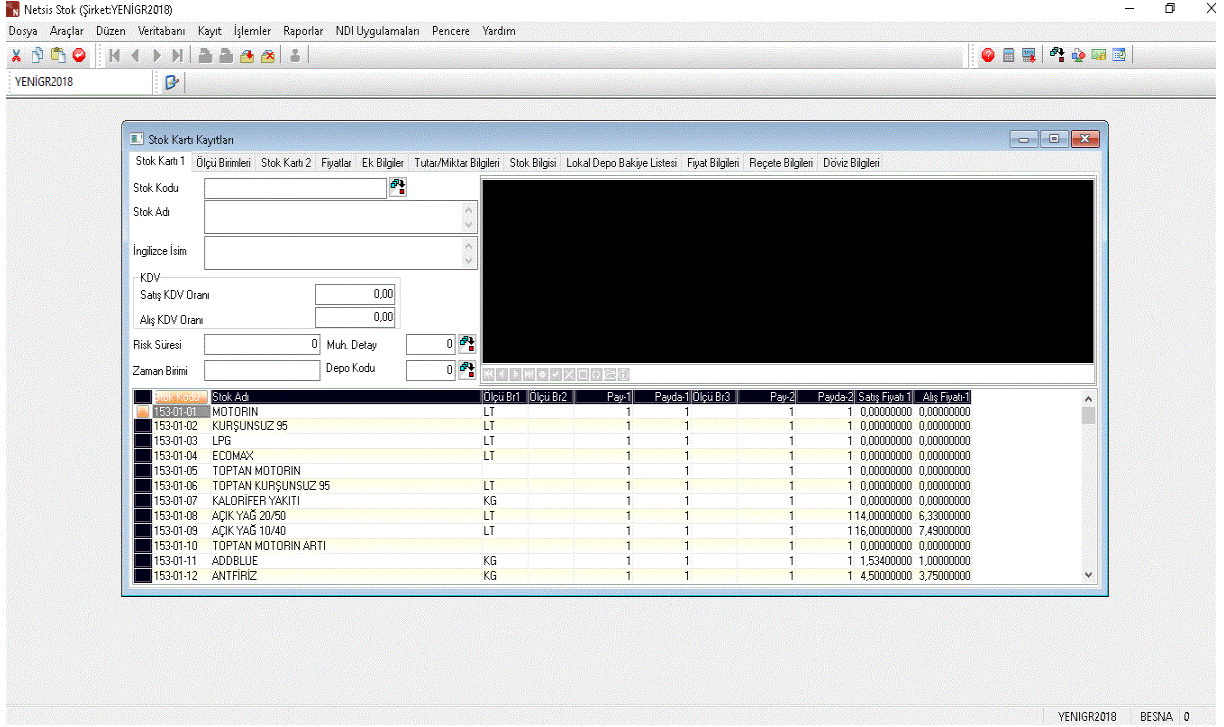 Netsis Stok (Şirket:YENİGR2018)
Dosya Araçlar Düzen Veritabanı Kayıt İşlemler Raporlar NDI Uygulamaları Pencere Yardım
YENİGR2018
Stok Kartı Kayıtları
Stok Kartı 1 Ölçü Birimleri Stok Kartı 2 Fiyatlar Ek Bilgiler Tutar/Miktar Bilgileri Stok Bilgisi Lokal Depo Bakiye Listesi Fiyat Bilgileri Reçete Bilgileri Döviz Bilgileri
Stok Kodu
Stok Adı
İngilizce İsim
KDV
Satış KDV Oranı 0,00
Alış KDV Oranı 0,00
Risk Süresi 0 Muh. Detay 0
Zaman Birimi Depo Kodu 0
Stok Kodu Stok Adı Ölçü Br1 Ölçü Br2 Pay-1 Payda-1 Ölçü Br3 Pay-2 Payda-2 Satış Fiyatı 1 Alış Fiyatı-1
153-01-01 MOTORIN LT 1 1 1 1 0,00000000 0,00000000
153-01-02 KURŞUNSUZ 95 LT 1 1 1 1 0,00000000 0,00000000
153-01-03 LPG LT 1 1 1 1 0,00000000 0,00000000
153-01-04 ECOMAX LT 1 1 1 1 0,00000000 0,00000000
153-01-05 TOPTAN MOTORIN 1 1 1 1 0,00000000 0,00000000
153-01-06 TOPTAN KURŞUNSUZ 95 LT 1 1 1 1 0,00000000 0,00000000
153-01-07 KALORİFER YAKITI KG 1 1 1 1 0,00000000 0,00000000
153-01-08 AÇIK YAĞ 20/50 LT 1 1 1 1 14,00000000 6,33000000
153-01-09 AÇIK YAĞ 10/40 LT 1 1 1 1 16,00000000 7,49000000
153-01-10 TOPTAN MOTORIN ARTI 1 1 1 1 0,00000000 0,00000000
153-01-11 ADDBLUE KG 1 1 1 1 1,53400000 1,00000000
153-01-12 ANTFİRİZ KG 1 1 1 1 4,50000000 3,75000000
YENIGR2018 BESNA 0